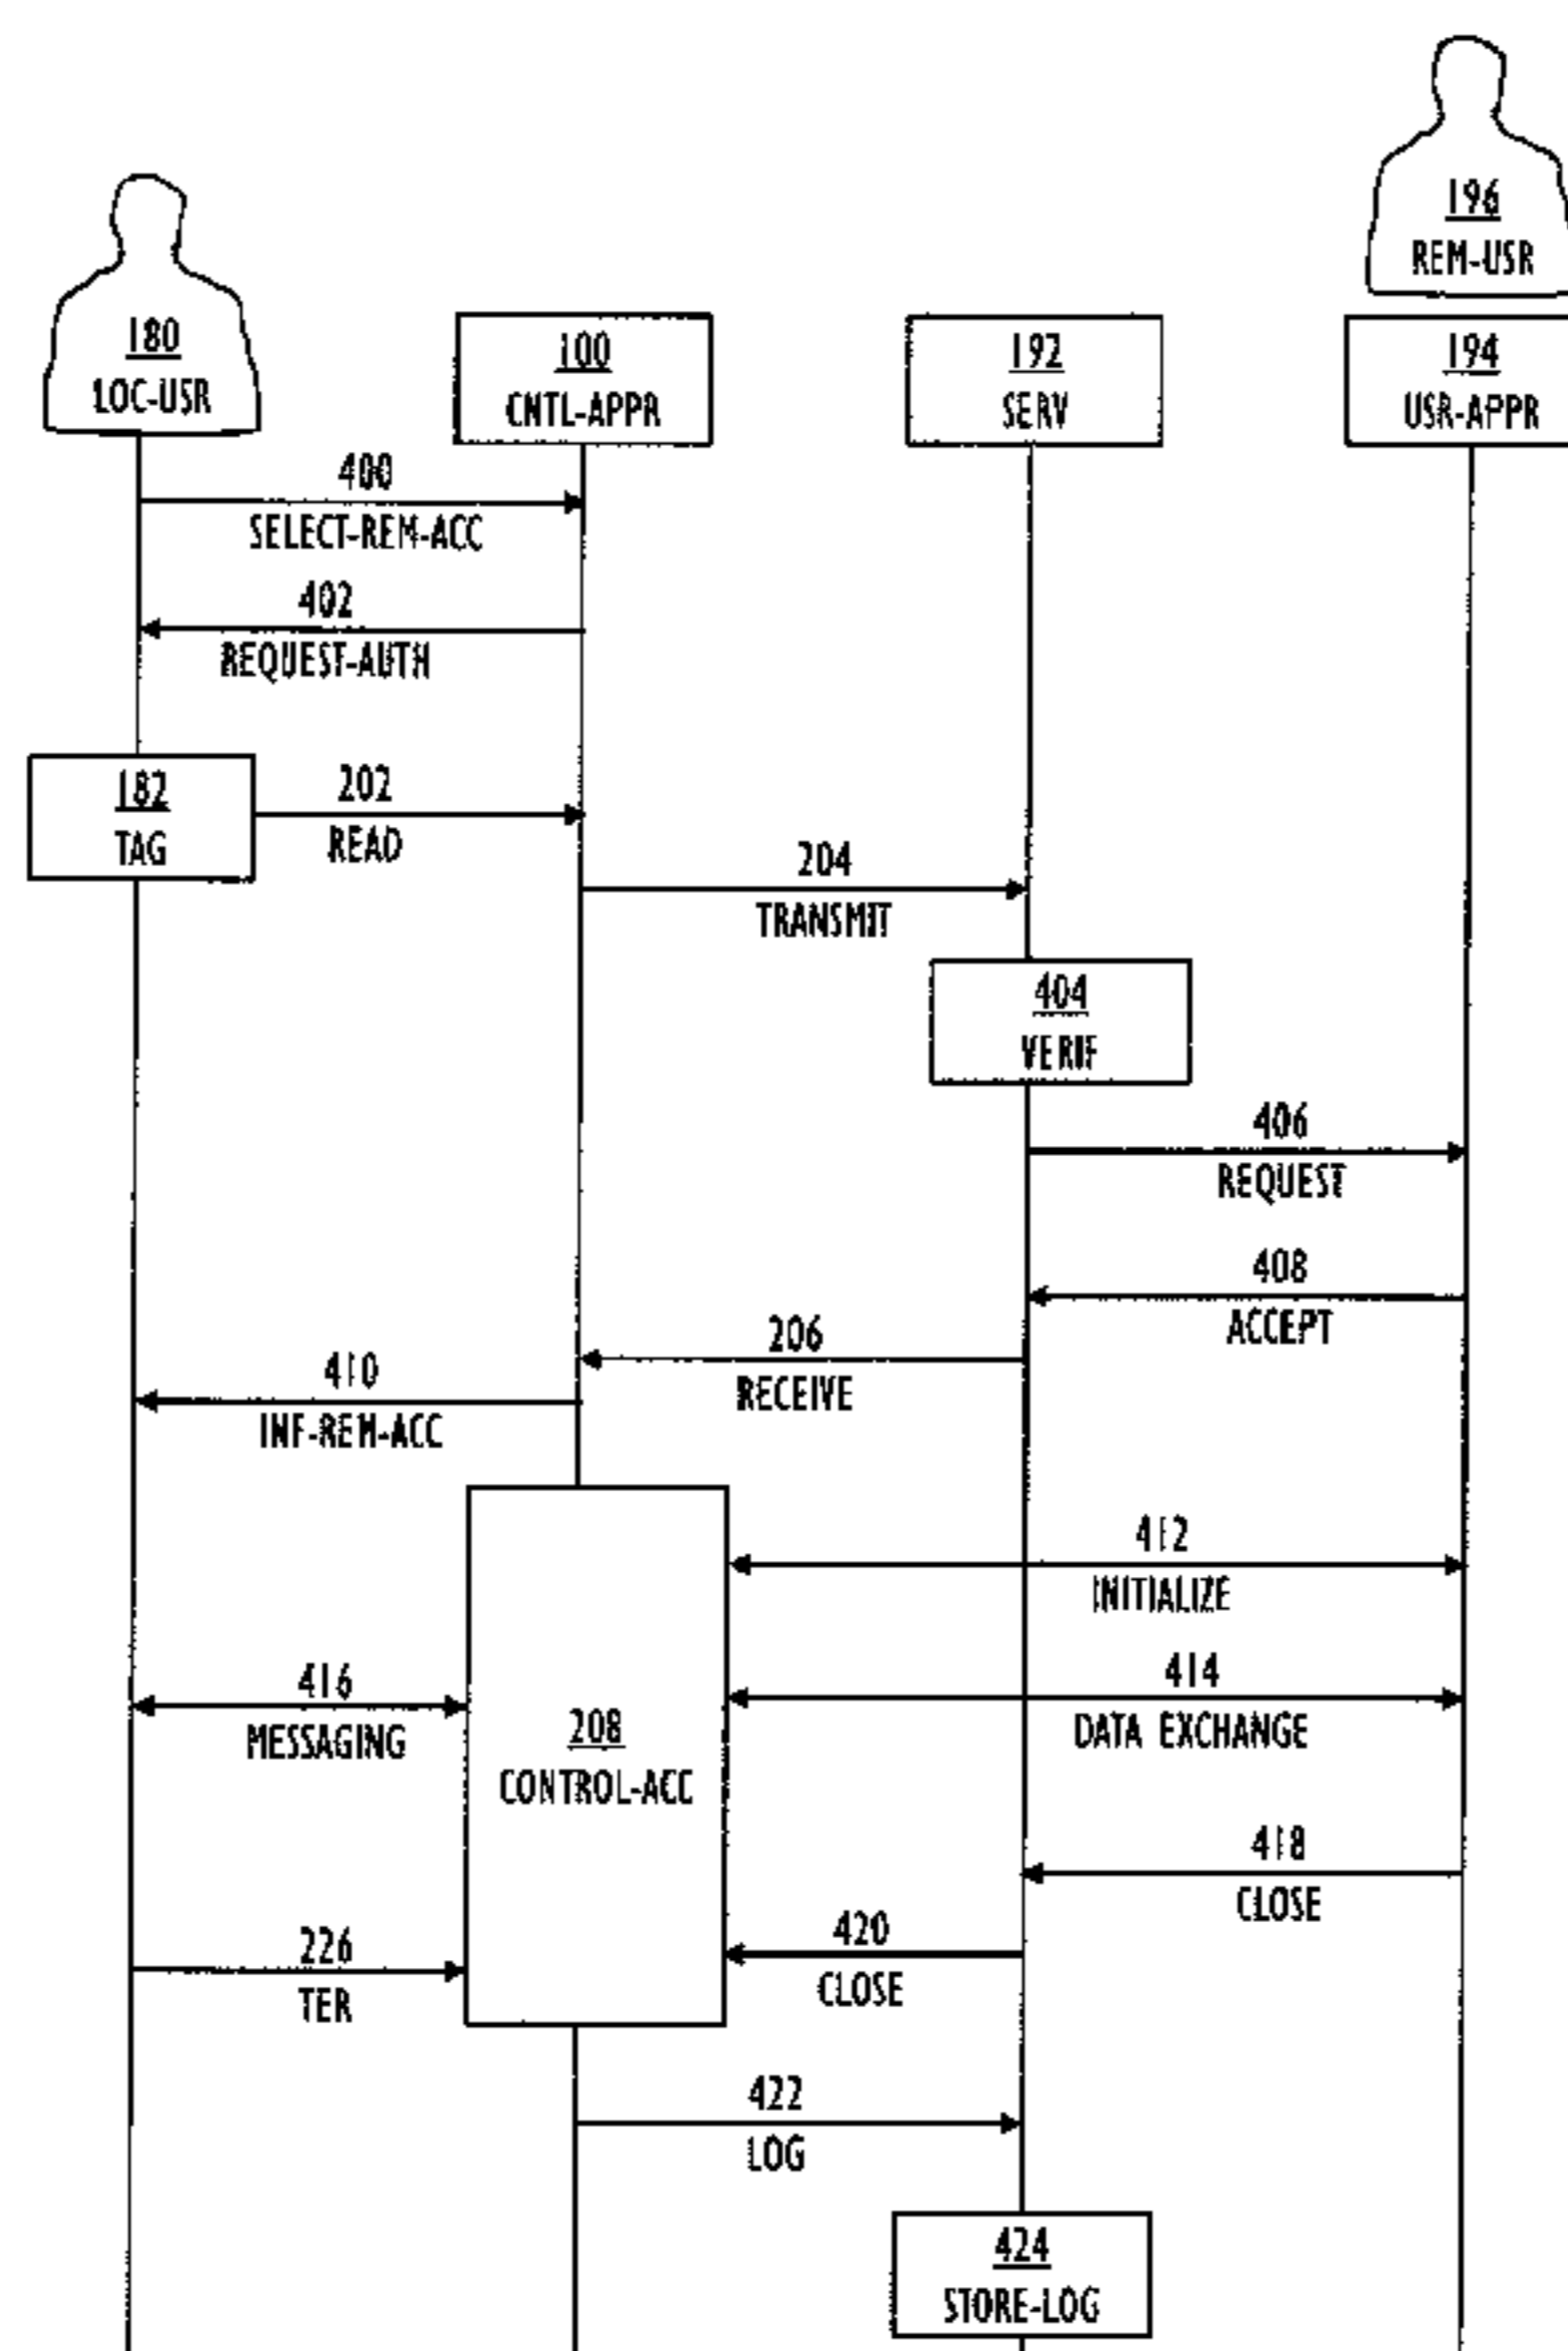 196
REM-USR
180
LOC-USR
100
CNTL-APPR
192
SERV
194
USR-APPR
400
SELECT-REM-ACC
402
REQUEST-AUTH
182
TAG
202
READ
204
TRANSMIT
404
VERIF
406
REQUEST
408
ACCEPT
206
RECEIVE
410
INF-REM-ACC
412
INITIALIZE
416
MESSAGING
414
DATA EXCHANGE
208
CONTROL-ACC
418
CLOSE
420
CLOSE
226
TER
422
LOG
424
STORE-LOG